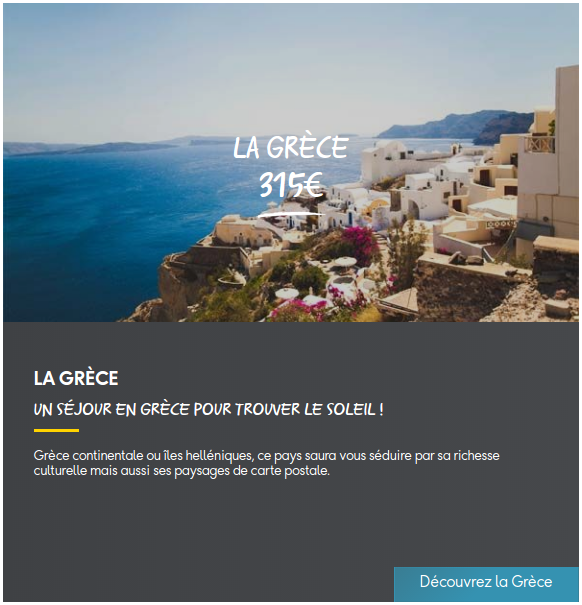 LA GRÈCE
315€
LA GRÈCE
UN SÉJOUR EN GRÈCE POUR TROUVER LE SOLEIL !
Grèce continentale ou îles helléniques, ce pays saura vous séduire par sa richesse
culturelle mais aussi ses paysages de carte postale.
Découvrez la Grèce